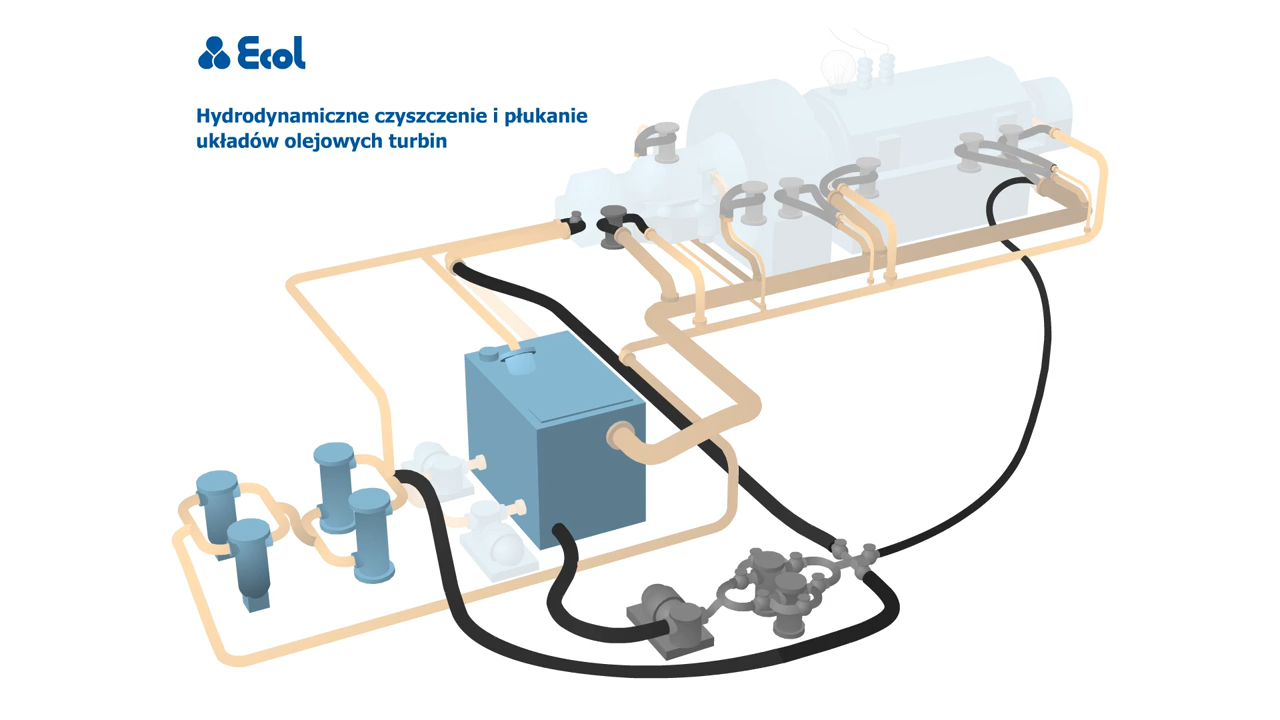 Ecol
Hydrodynamiczne czyszczenie i płukanie
układów olejowych turbin